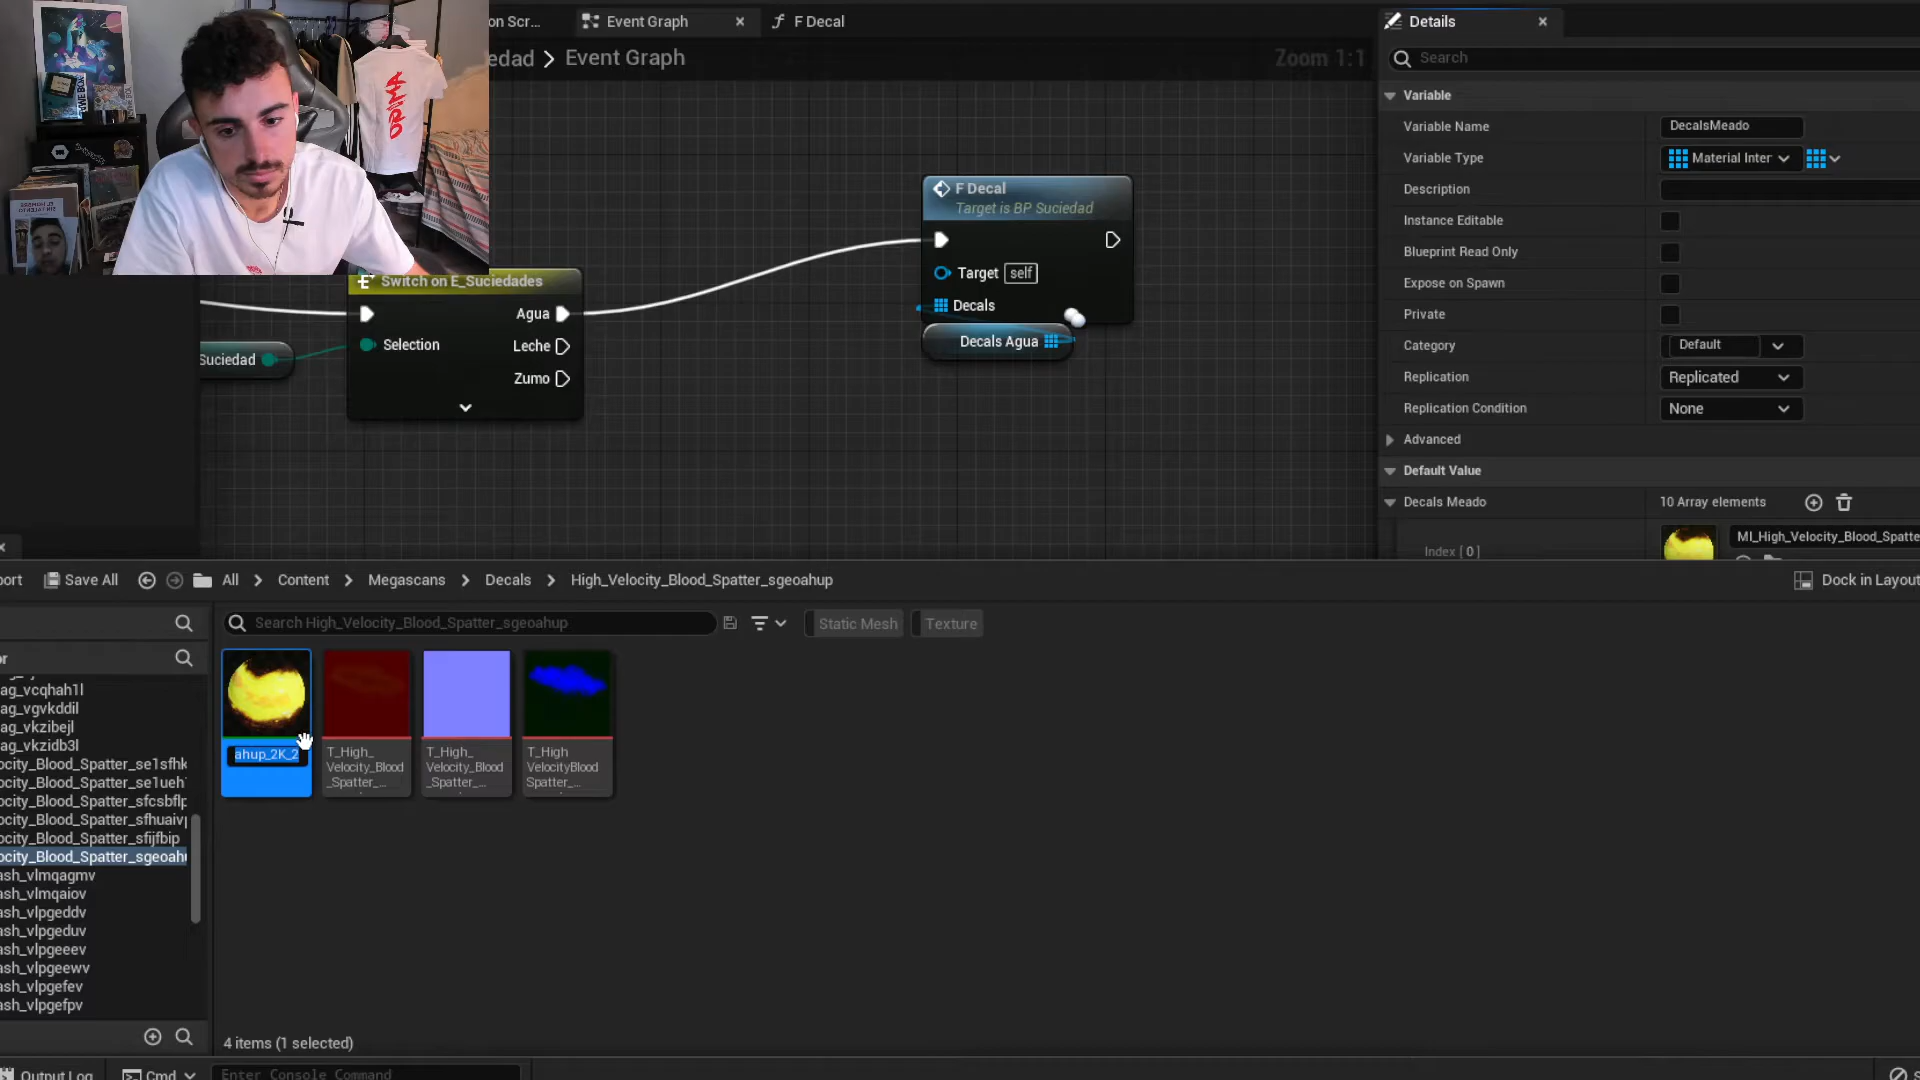 on Scr...
Event Graph
F Decal
Details
edad > Event Graph
Zoom 1:1
Search
Variable
Variable Name
DecalsMeado
Variable Type
Material Inter
Description
Instance Editable
Blueprint Read Only
Expose on Spawn
Private
Category
Default
Replication
Replicated
Replication Condition
None
Advanced
Default Value
Decals Meado
10 Array elements
Index [ 0 ]
MI_High_Velocity_Blood_Spatte
F Decal
Target is BP Suciedad
Target
self
Decals
Decals Agua
Switch on E_Suciedades
Agua
Selection
Leche
Zumo
Suciedad
port
Save All
All > Content > Megascans > Decals > High_Velocity_Blood_Spatter_sgeoahup
Dock in Layout
Search High_Velocity_Blood_Spatter_sgeoahup
Static Mesh
Texture
or
ag_vcqhah1l
ag_vgvkddil
ag_vkzibejl
ag_vkzidb3l
ocity_Blood_Spatter_se1sfhk
ocity_Blood_Spatter_se1ueh
ocity_Blood_Spatter_sfcsbflp
ocity_Blood_Spatter_sfhuaiv
ocity_Blood_Spatter_sfijfbip
ocity_Blood_Spatter_sgeoah
ash_vlmqagmv
ash_vlmqaiov
ash_vlpgeddv
ash_vlpgeduv
ash_vlpgeeev
ash_vlpgeewv
ash_vlpgefev
ash_vlpgefpv
ahup_2K_2
T_High_
Velocity_Blood
_Spatter_...
T_High_
Velocity_Blood
_Spatter_...
T_High
VelocityBlood
Spatter_...
4 items (1 selected)
Output Log
Cmd
Enter Console Command